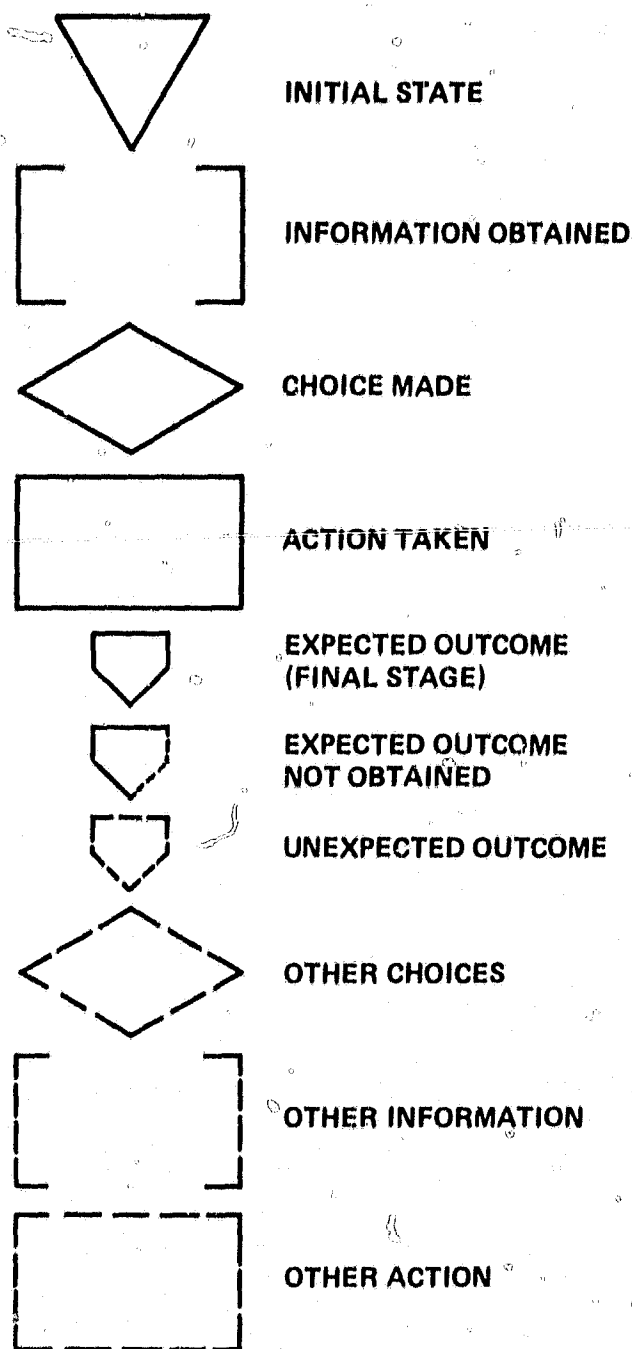 INITIAL STATE
INFORMATION OBTAINED
CHOICE MADE
ACTION TAKEN
EXPECTED OUTCOME
(FINAL STAGE)
EXPECTED OUTCOME
NOT OBTAINED
UNEXPECTED OUTCOME
OTHER CHOICES
OTHER INFORMATION
OTHER ACTION